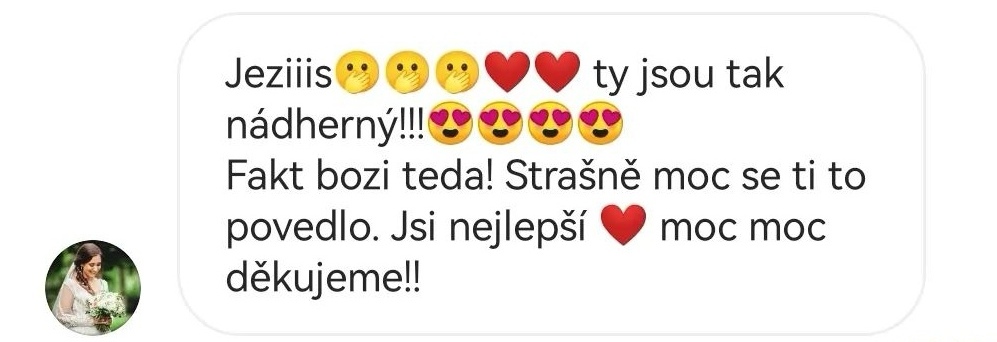 Jeziiis🫢🫢🫢❤️❤️ ty jsou tak
nádherný!!!😍😍😍😍
Fakt bozi teda! Strašně moc se ti to
povedlo. Jsi nejlepší ❤️ moc moc
děkujeme!!